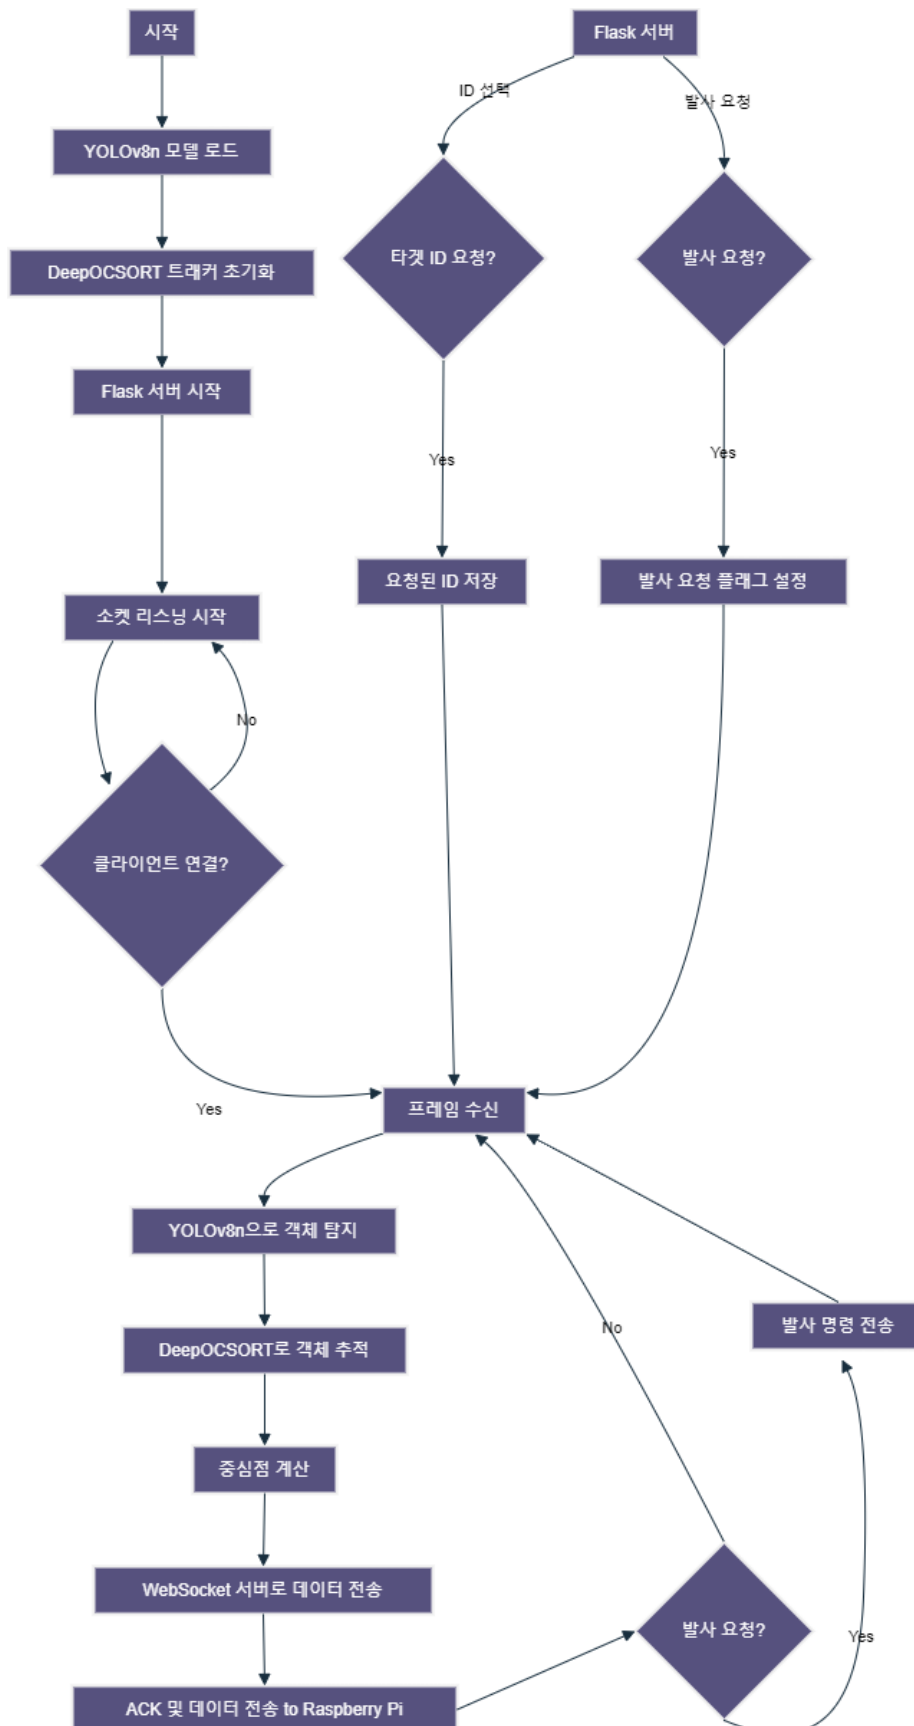 시작
Flask 서버
ID 선택
발사 요청
YOLOv8n 모델 로드
DeepOCSORT 트래커 초기화
타겟 ID 요청?
발사 요청?
Flask 서버 시작
Yes
Yes
요청된 ID 저장
발사 요청 플래그 설정
소켓 리스닝 시작
No
클라이언트 연결?
Yes
프레임 수신
YOLOv8n으로 객체 탐지
No
발사 명령 전송
DeepOCSORT로 객체 추적
중심점 계산
WebSocket 서버로 데이터 전송
발사 요청?
Yes
ACK 및 데이터 전송 to Raspberry Pi